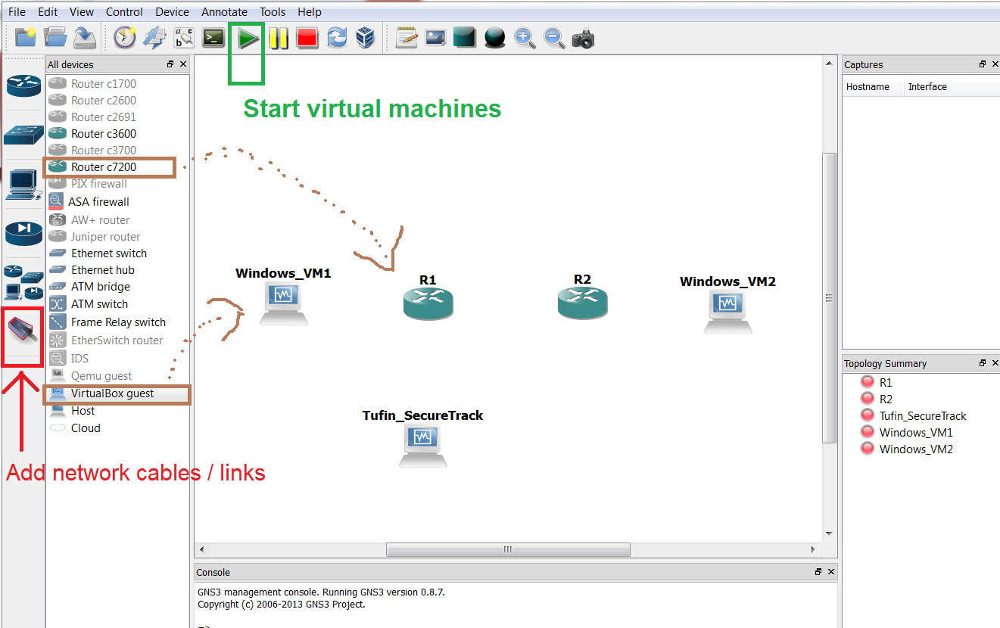 File Edit View Control Device Annotate Tools Help
All devices
Router c1700
Router c2600
Router c2691
Router c3600
Router c3700
Router c7200
PIX firewall
ASA firewall
AW+ router
Juniper router
Ethernet switch
Ethernet hub
ATM bridge
ATM switch
Frame Relay switch
EtherSwitch router
IDS
Qemu guest
VirtualBox guest
Host
Cloud
Add network cables / links
Start virtual machines
Windows_VM1
R1
R2
Windows_VM2
Tufin_SecureTrack
Captures
Hostname Interface
Topology Summary
R1
R2
Tufin_SecureTrack
Windows_VM1
Windows_VM2
Console
GNS3 management console. Running GNS3 version 0.8.7.
Copyright (c) 2006-2013 GNS3 Project.